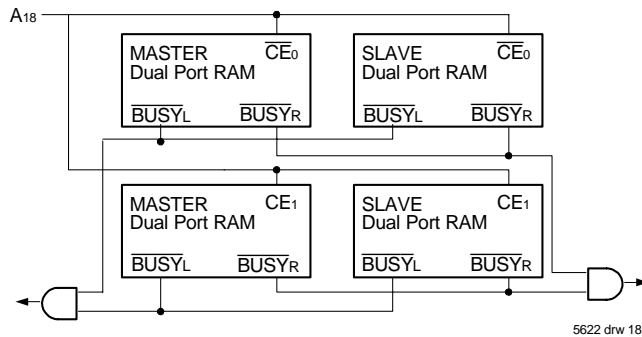 A18
MASTER CE0 SLAVE CE0
Dual Port RAM Dual Port RAM
BUSYL BUSYR BUSYL BUSYR
MASTER CE1 SLAVE CE1
Dual Port RAM Dual Port RAM
BUSYL BUSYR BUSYL BUSYR
5622 drw 18